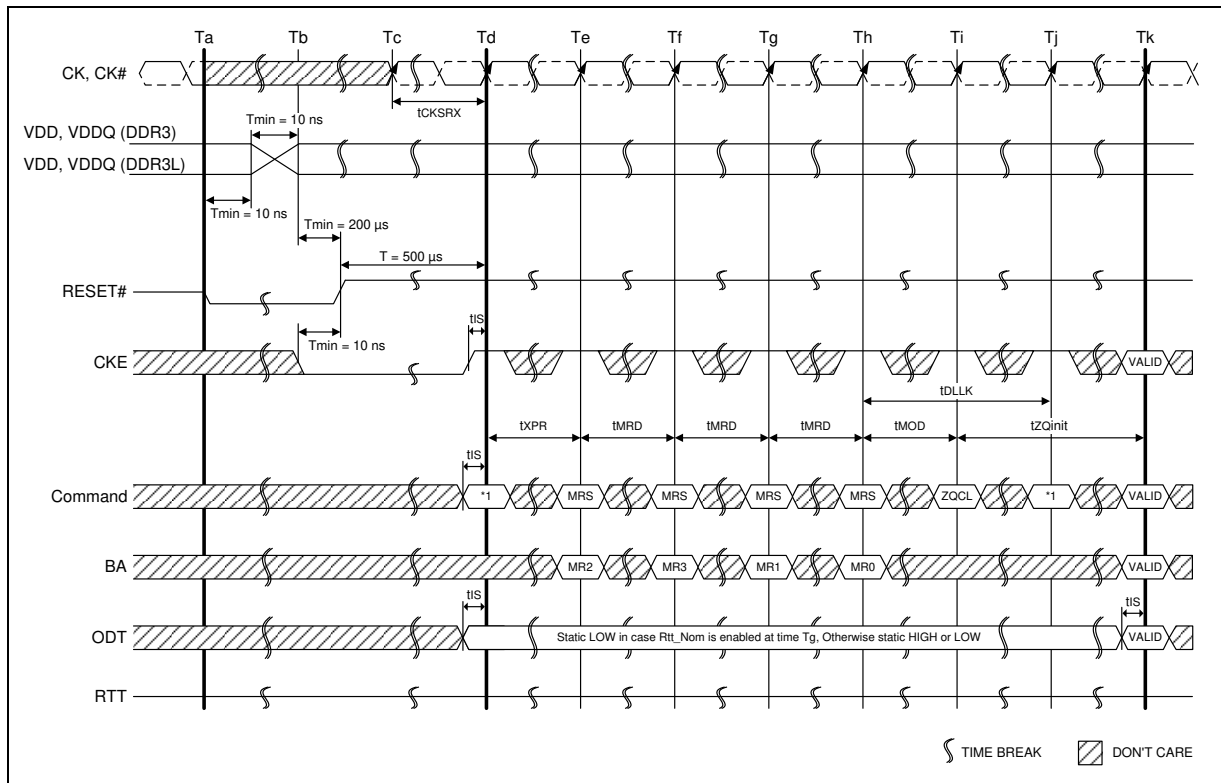 Ta Tb Tc Td Te Tf Tg Th Ti Tj Tk
CK, CK#
tCKSRX
Tmin = 10 ns
VDD, VDDQ (DDR3)
VDD, VDDQ (DDR3L)
Tmin = 10 ns
Tmin = 200 µs
T = 500 µs
RESET#
tIS
Tmin = 10 ns
CKE
VALID
tDLLK
tXPR tMRD tMRD tMRD tMOD tZQinit
tIS
Command *1 MRS MRS MRS MRS ZQCL *1 VALID
BA MR2 MR3 MR1 MR0 VALID
tIS tIS
ODT Static LOW in case Rtt_Nom is enabled at time Tg, Otherwise static HIGH or LOW VALID
RTT
TIME BREAK DON'T CARE